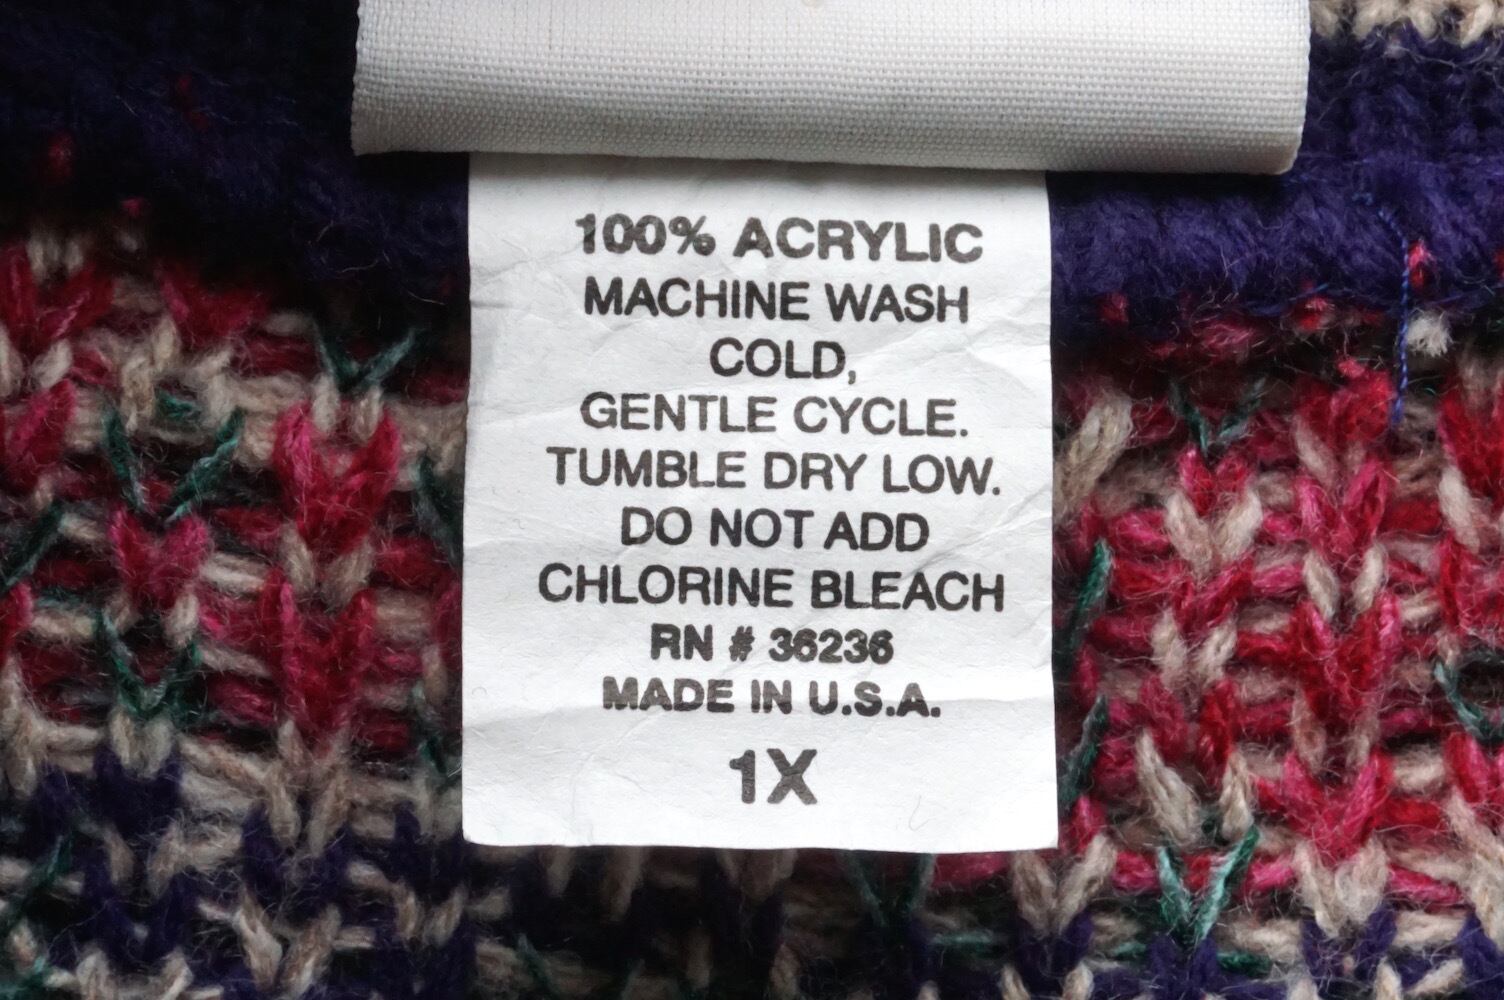 100% ACRYLIC
MACHINE WASH
COLD,
GENTLE CYCLE.
TUMBLE DRY LOW.
DO NOT ADD
CHLORINE BLEACH
RN # 36236
MADE IN U.S.A.
1X